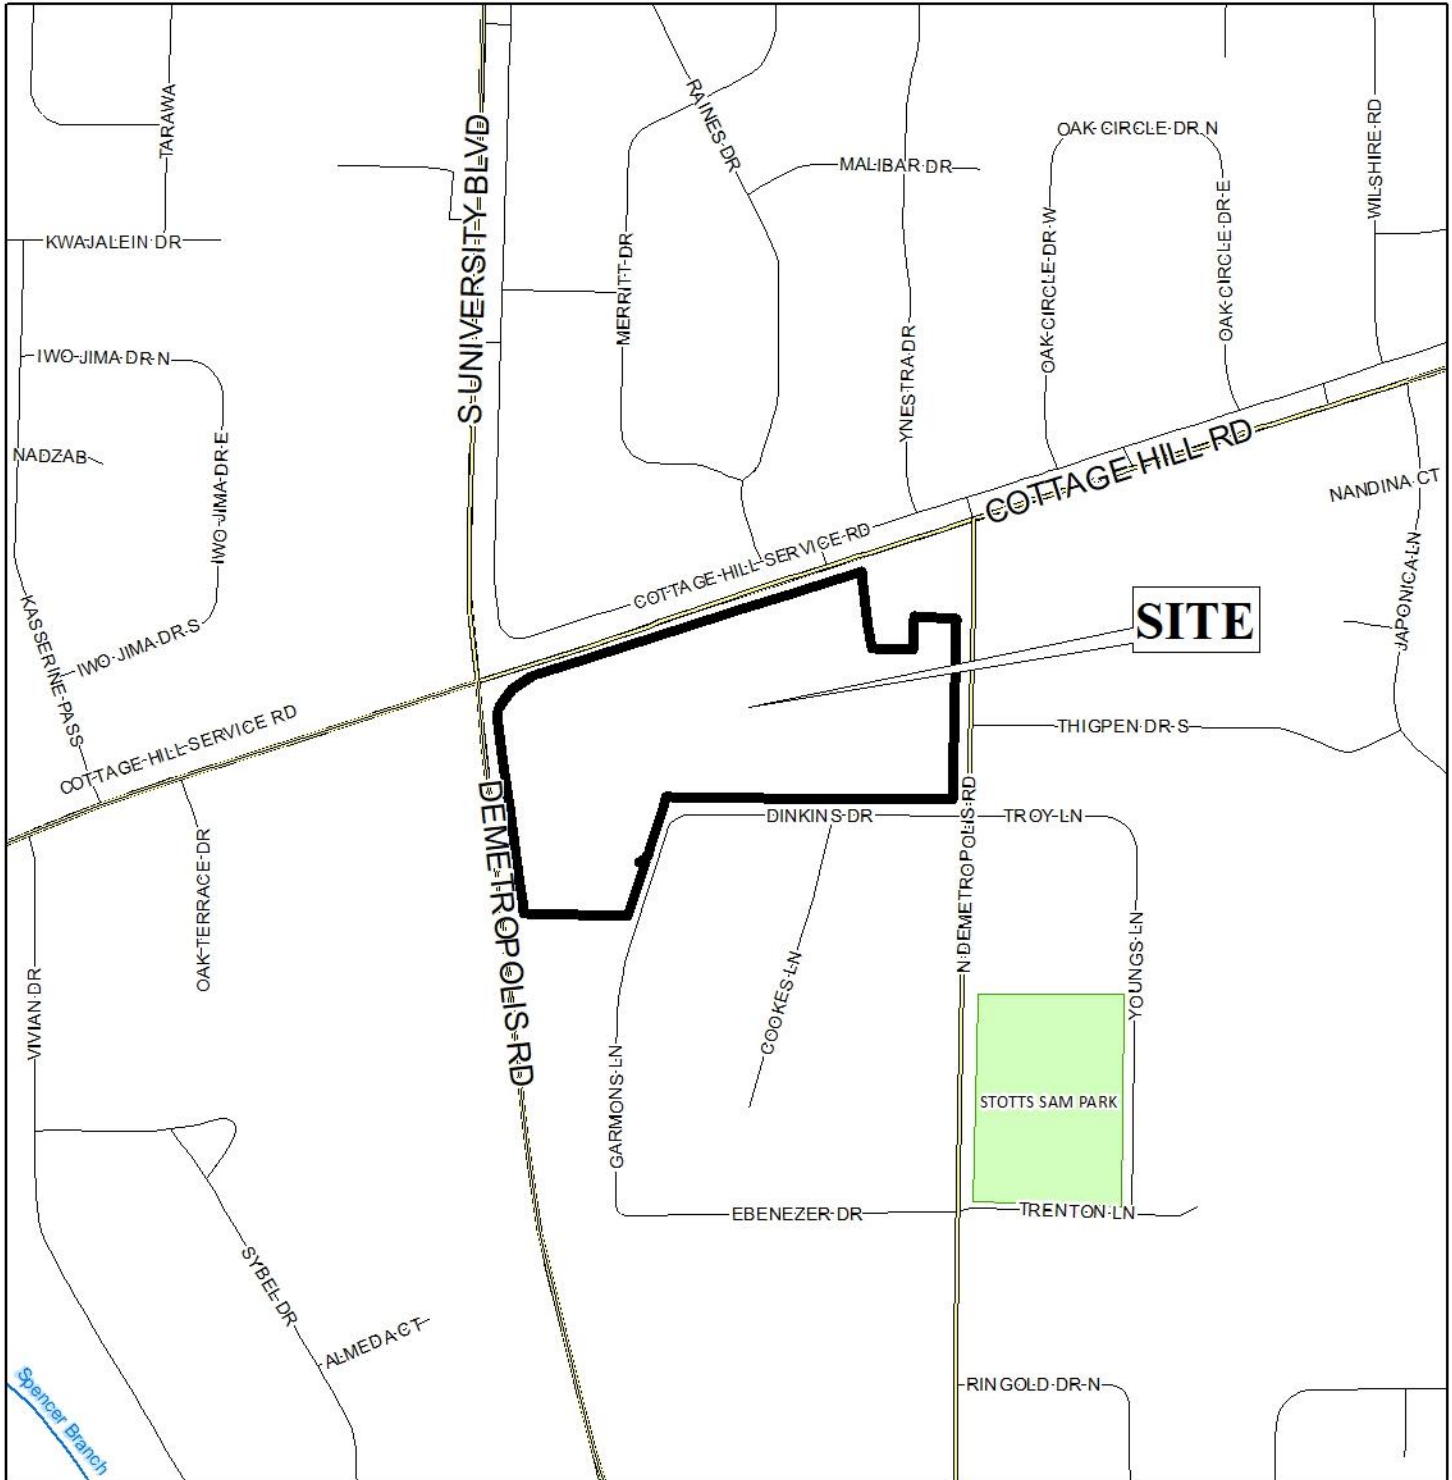 TARAWA
S UNIVERSITY BLVD
RAINES DR
MALIBAR DR
OAK CIRCLE DR N
WILSHIRE RD
KWAJALEIN DR
MERRITT DR
OAK CIRCLE DR W
OAK CIRCLE DR E
IWO JIMA DR N
YNESTRA DR
NADZAB
IWO JIMA DR E
COTTAGE HILL RD
NANDINA CT
COTTAGE HILL SERVICE RD
JAPONICA LN
KASSERINE PASS
IWO JIMA DR S
SITE
COTTAGE HILL SERVICE RD
THIGPEN DR S
DEMETROPOLIS RD
DINKINS DR
TROY LN
OAK TERRACE DR
N DEMETROPOLIS RD
YOUNGS LN
VIVIAN DR
COOKES LN
GARMONS LN
STOTTS SAM PARK
EBENEZER DR
TRENTON LN
SYBEL DR
ALMEDA CT
RINGOLD DR N
Spencer Branch